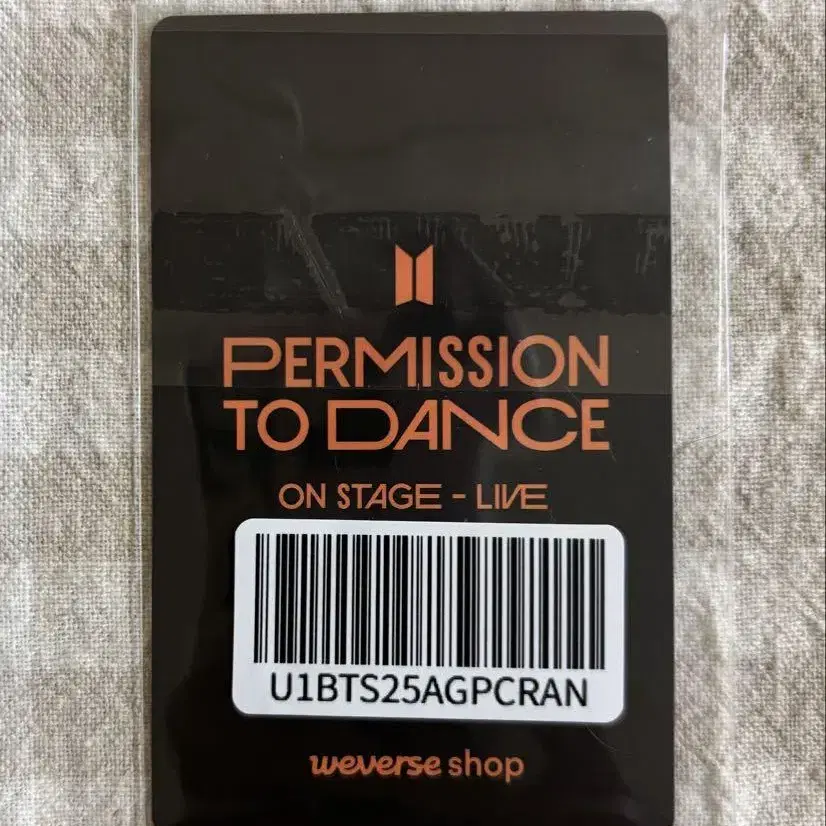 PERMISSION
TO DANCE
ON STAGE - LIVE
U1BTS25AGPCRAN
weverse shop